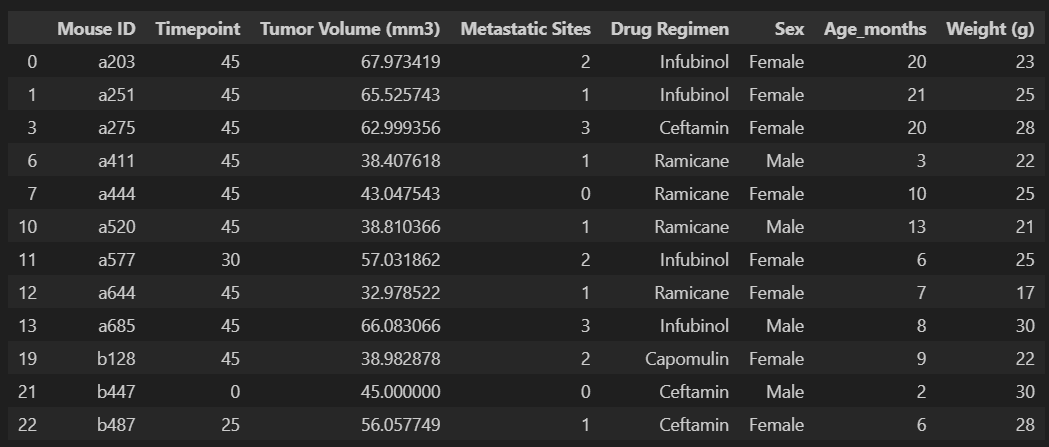 Mouse ID Timepoint Tumor Volume (mm3) Metastatic Sites Drug Regimen Sex Age_months Weight (g)
0 a203 45 67.973419 2 Infubinol Female 20 23
1 a251 45 65.525743 1 Infubinol Female 21 25
3 a275 45 62.999356 3 Ceftamin Female 20 28
6 a411 45 38.407618 1 Ramicane Male 3 22
7 a444 45 43.047543 0 Ramicane Female 10 25
10 a520 45 38.810366 1 Ramicane Male 13 21
11 a577 30 57.031862 2 Infubinol Female 6 25
12 a644 45 32.978522 1 Ramicane Female 7 17
13 a685 45 66.083066 3 Infubinol Male 8 30
19 b128 45 38.982878 2 Capomulin Female 9 22
21 b447 0 45.000000 0 Ceftamin Male 2 30
22 b487 25 56.057749 1 Ceftamin Female 6 28